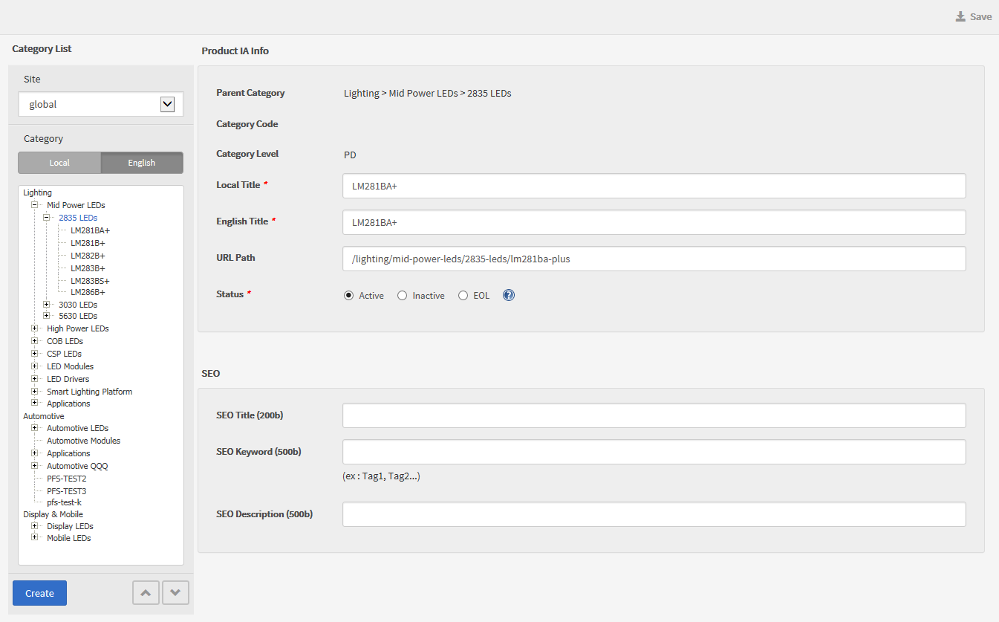 Save
Category List
Site
global
Category
Local English
Lighting
Mid Power LEDs
2835 LEDs
LM281BA+
LM281B+
LM282B+
LM283B+
LM283BS+
LM286B+
3030 LEDs
5630 LEDs
High Power LEDs
COB LEDs
CSP LEDs
LED Modules
LED Drivers
Smart Lighting Platform
Applications
Automotive
Automotive LEDs
Automotive Modules
Applications
Automotive QQQ
PFS-TEST2
PFS-TEST3
pfs-test-k
Display & Mobile
Display LEDs
Mobile LEDs
Create
Product IA Info
Parent Category Lighting > Mid Power LEDs > 2835 LEDs
Category Code
Category Level PD
Local Title * LM281BA+
English Title * LM281BA+
URL Path /lighting/mid-power-leds/2835-leds/lm281ba-plus
Status * Active Inactive EOL ?
SEO
SEO Title (200b)
SEO Keyword (500b)
(ex : Tag1, Tag2...)
SEO Description (500b)